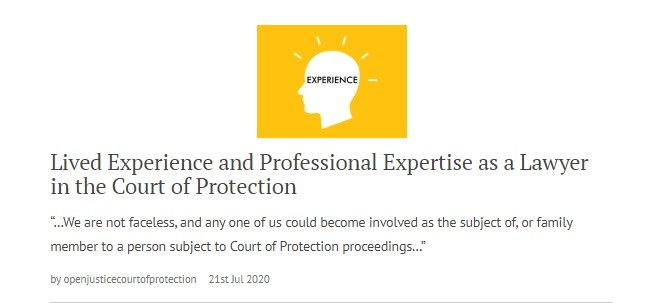 EXPERIENCE
Lived Experience and Professional Expertise as a Lawyer
in the Court of Protection
“…We are not faceless, and any one of us could become involved as the subject of, or family
member to a person subject to Court of Protection proceedings…”
by openjusticecourtofprotection 21st Jul 2020